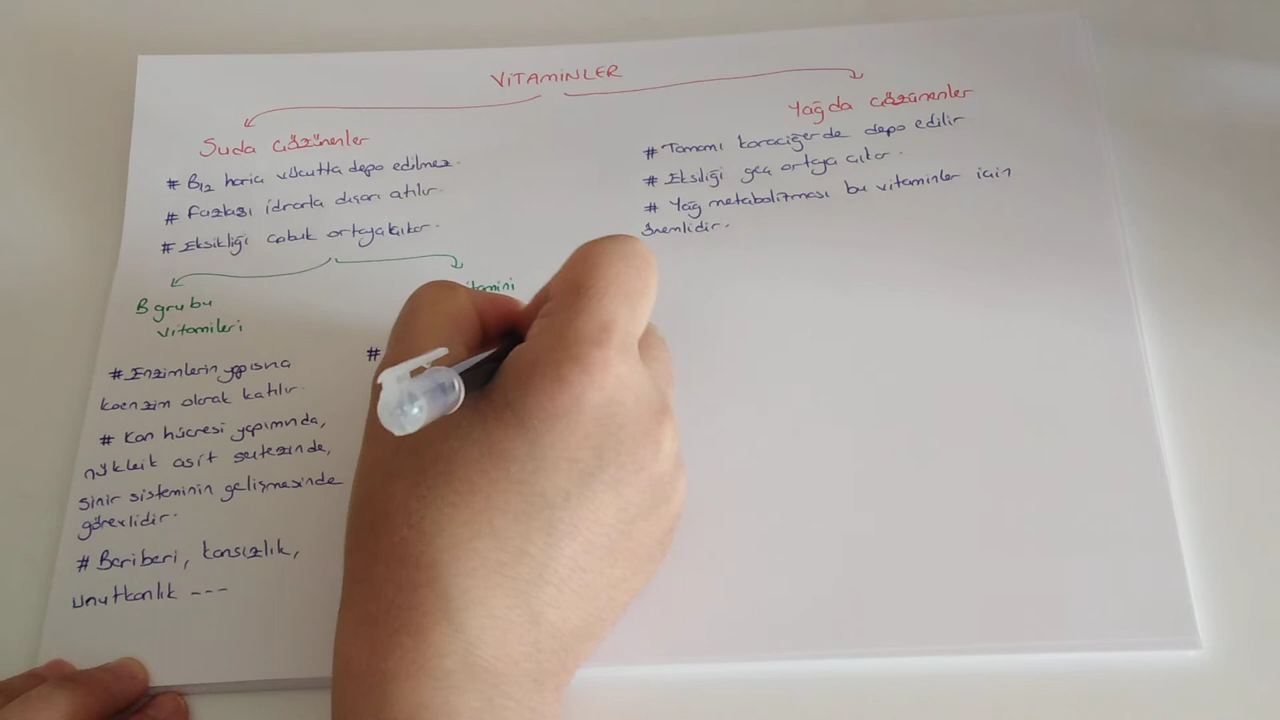 VİTAMİNLER
Suda çözünenler
# B12 hariç vücutta depo edilmez.
# Fazlası idrarla dışarı atılır.
# Eksikliği çabuk ortaya çıkar.
B grubu
vitamileri
# Enzimlerin yapısına
koenzim olarak katılır.
# Kan hücresi yapımında,
nükleik asit sentezinde,
sinir sisteminin gelişmesinde
görevlidir.
# Beriberi, kansızlık,
unutkanlık ---
#
Yağda çözünenler
# Tamamı karaciğerde depo edilir
# Eksiliği geç ortaya çıkar.
# Yağ metabolizması bu vitaminler için
önemlidir.